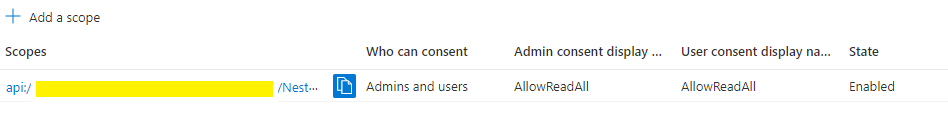 Add a scope
Scopes Who can consent Admin consent display ... User consent display na... State
api:/ /Nest... Admins and users AllowReadAll AllowReadAll Enabled